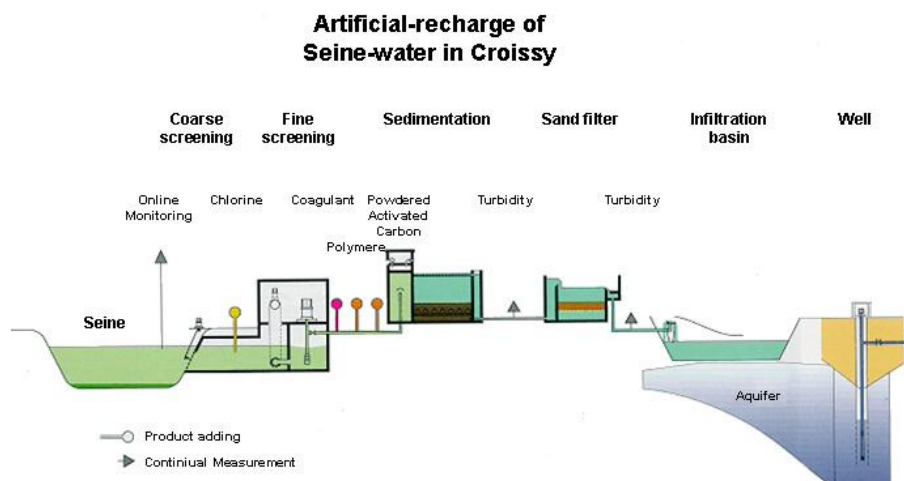 Artificial-recharge of
Seine-water in Croissy
Coarse
screening
Fine
screening
Sedimentation
Sand filter
Infiltration
basin
Well
Online
Monitoring
Chlorine
Coagulant
Polymere
Powdered
Activated
Carbon
Turbidity
Turbidity
Seine
Aquifer
Product adding
Continiual Measurement